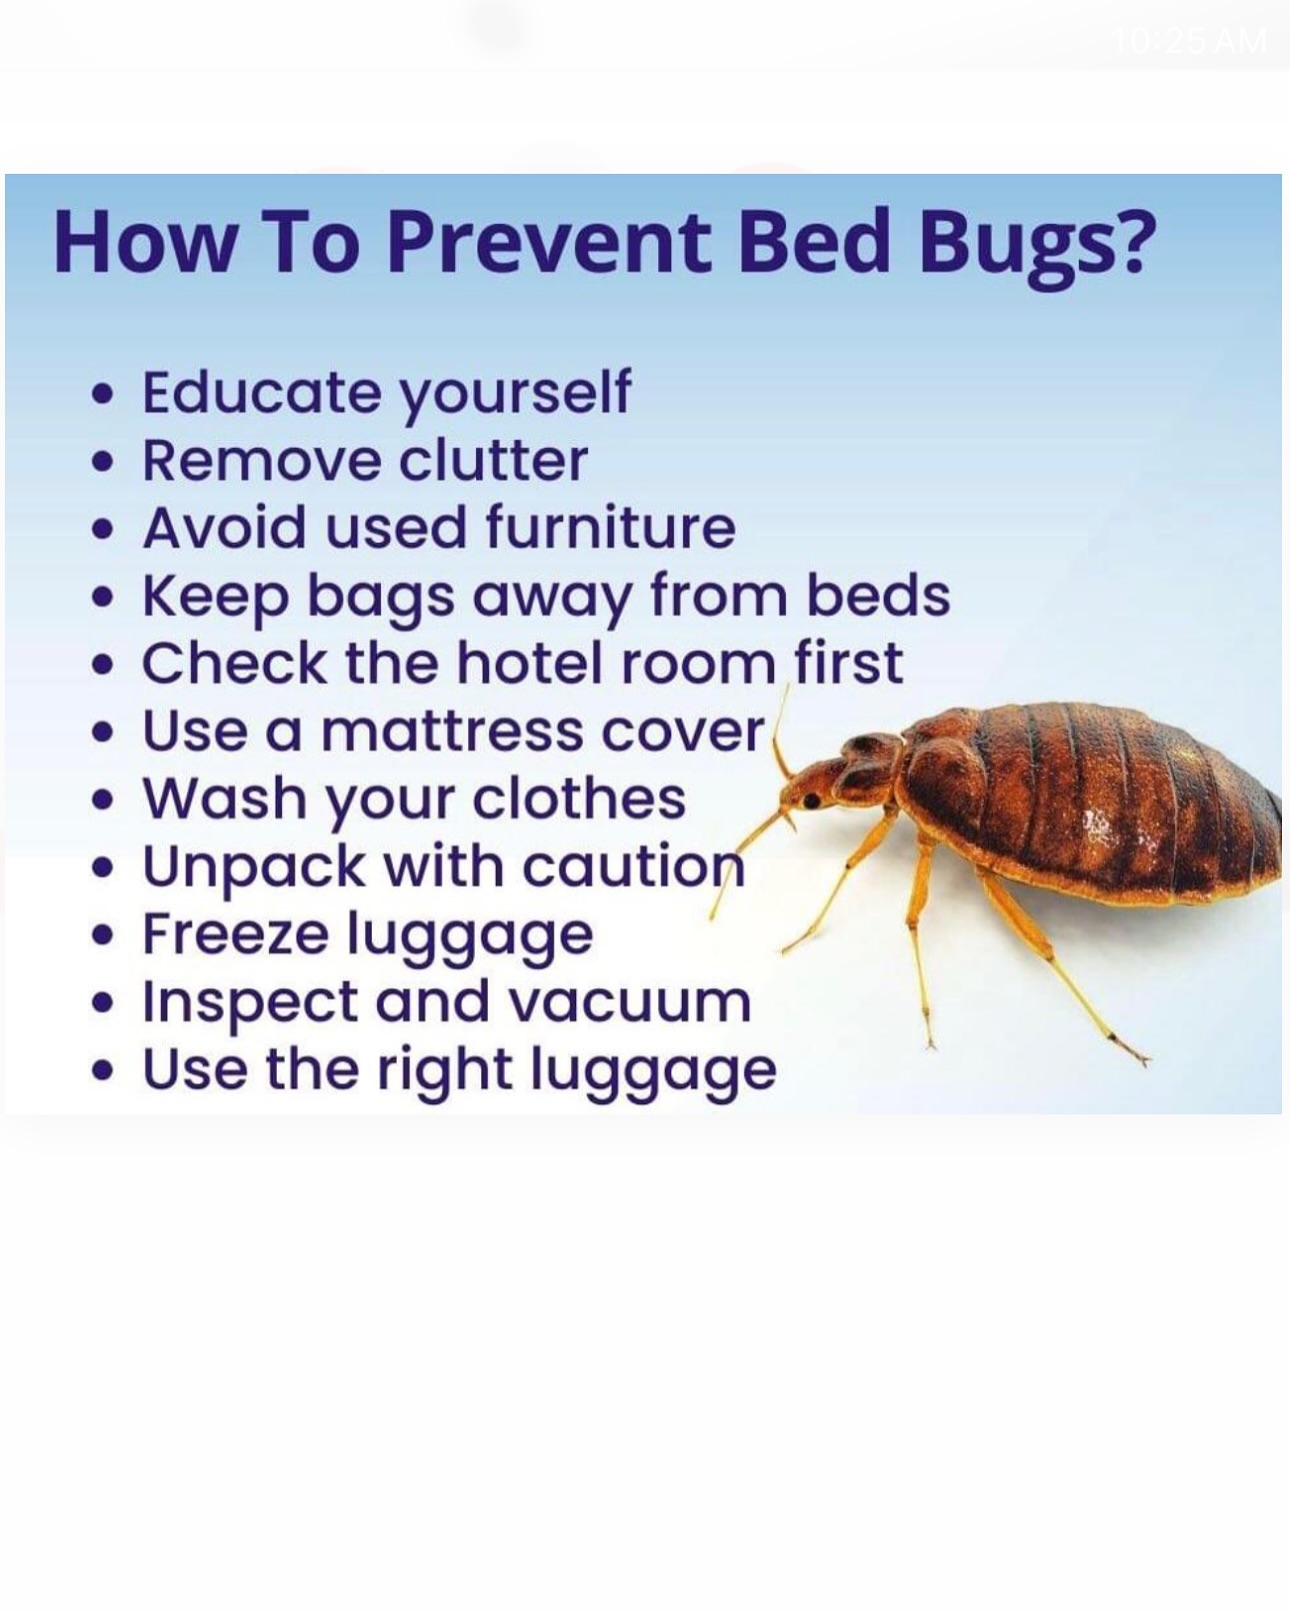 10:25 AM
How To Prevent Bed Bugs?
• Educate yourself
• Remove clutter
• Avoid used furniture
• Keep bags away from beds
• Check the hotel room first
• Use a mattress cover
• Wash your clothes
• Unpack with caution
• Freeze luggage
• Inspect and vacuum
• Use the right luggage